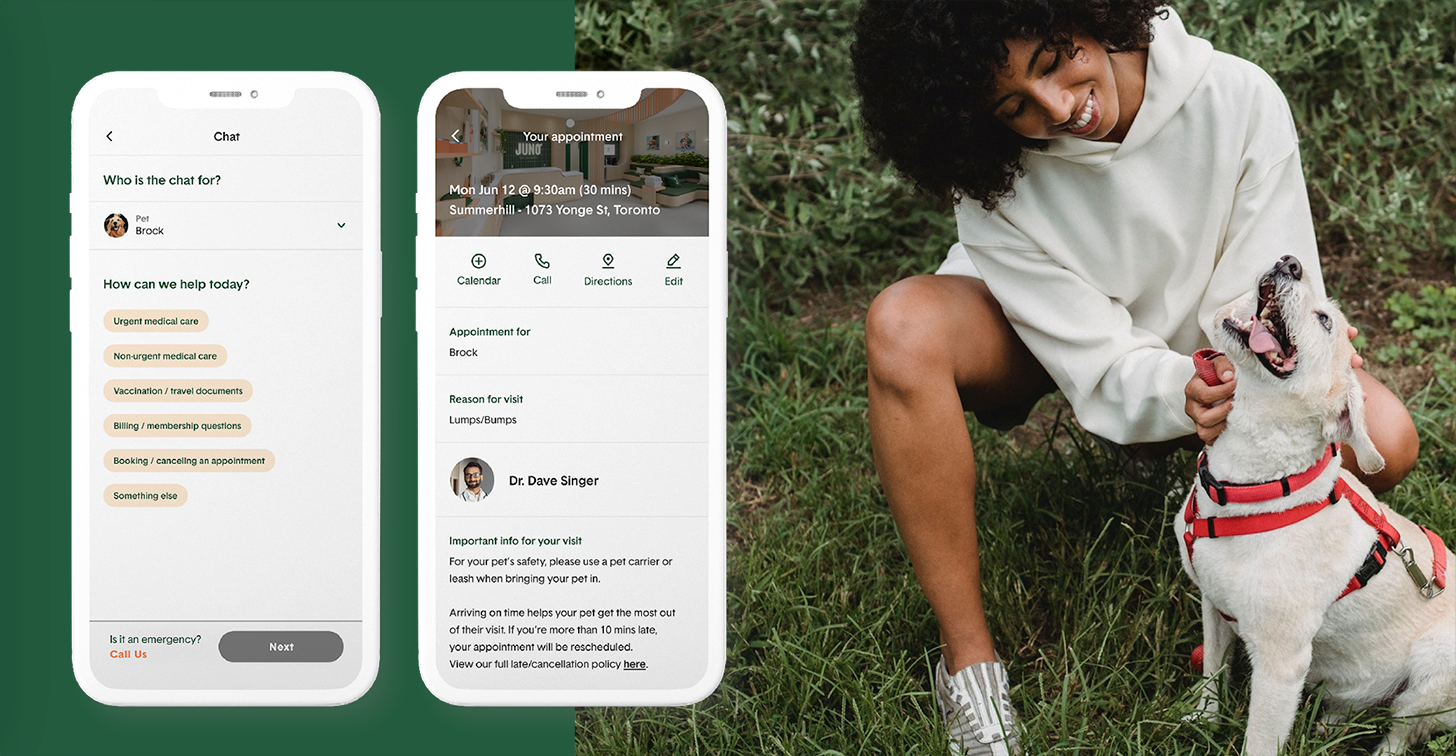 Chat
Who is the chat for?
Pet
Brock
How can we help today?
Urgent medical care
Non-urgent medical care
Vaccination / travel documents
Billing / membership questions
Booking / canceling an appointment
Something else
Is it an emergency?
Call Us
Next
JUNO
Your appointment
Mon Jun 12 @ 9:30am (30 mins)
Summerhill - 1073 Yonge St, Toronto
Calendar
Call
Directions
Edit
Appointment for
Brock
Reason for visit
Lumps/Bumps
Dr. Dave Singer
Important info for your visit
For your pet's safety, please use a pet carrier or
leash when bringing your pet in.
Arriving on time helps your pet get the most out
of their visit. If you're more than 10 mins late,
your appointment will be rescheduled.
View our full late/cancellation policy here.